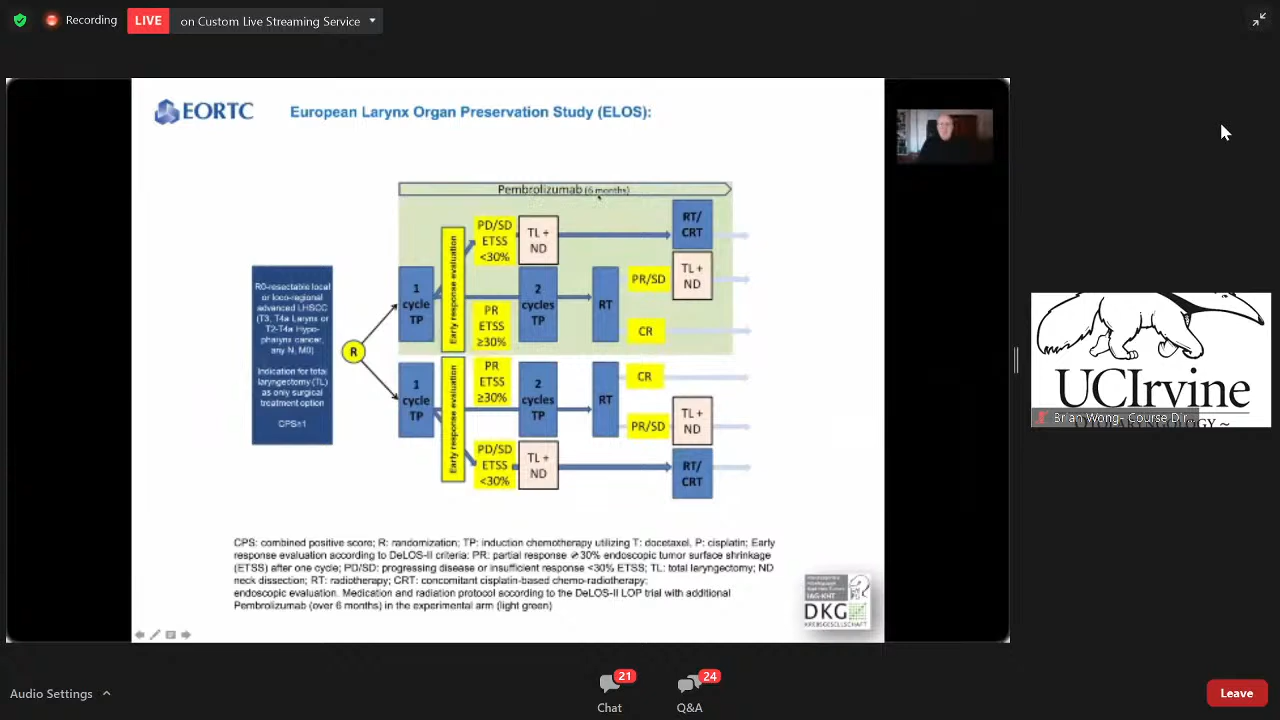 Recording
LIVE
on Custom Live Streaming Service
EORTC
European Larynx Organ Preservation Study (ELOS):
Pembrolizumab (6 months)
R0-resectable local
or loco-regional
advanced LHSCC
(T3, T4a Larynx or
T2-T4a Hypo-
pharynx cancer,
any N, M0)
Indication for total
laryngectomy (TL)
as only surgical
treatment option
CPS≥1
R
1
cycle
TP
Early response evaluation
PD/SD
ETSS
<30%
TL +
ND
RT/
CRT
PR
ETSS
≥30%
2
cycles
TP
RT
PR/SD
TL +
ND
CR
1
cycle
TP
Early response evaluation
PR
ETSS
≥30%
2
cycles
TP
RT
CR
PR/SD
TL +
ND
PD/SD
ETSS
<30%
TL +
ND
RT/
CRT
CPS: combined positive score; R: randomization; TP: induction chemotherapy utilizing T: docetaxel, P: cisplatin; Early
response evaluation according to DeLOS-II criteria: PR: partial response ≥30% endoscopic tumor surface shrinkage
(ETSS) after one cycle; PD/SD: progressing disease or insufficient response <30% ETSS; TL: total laryngectomy; ND
neck dissection; RT: radiotherapy; CRT: concomitant cisplatin-based chemo-radiotherapy:
endoscopic evaluation. Medication and radiation protocol according to the DeLOS-II LOP trial with additional
Pembrolizumab (over 6 months) in the experimental arm (light green)
IAG-KHT
DKG
KREBSGESELLSCHAFT
UCIrvine
Brian Wong- Course Dir...
Audio Settings
21
Chat
24
Q&A
Leave